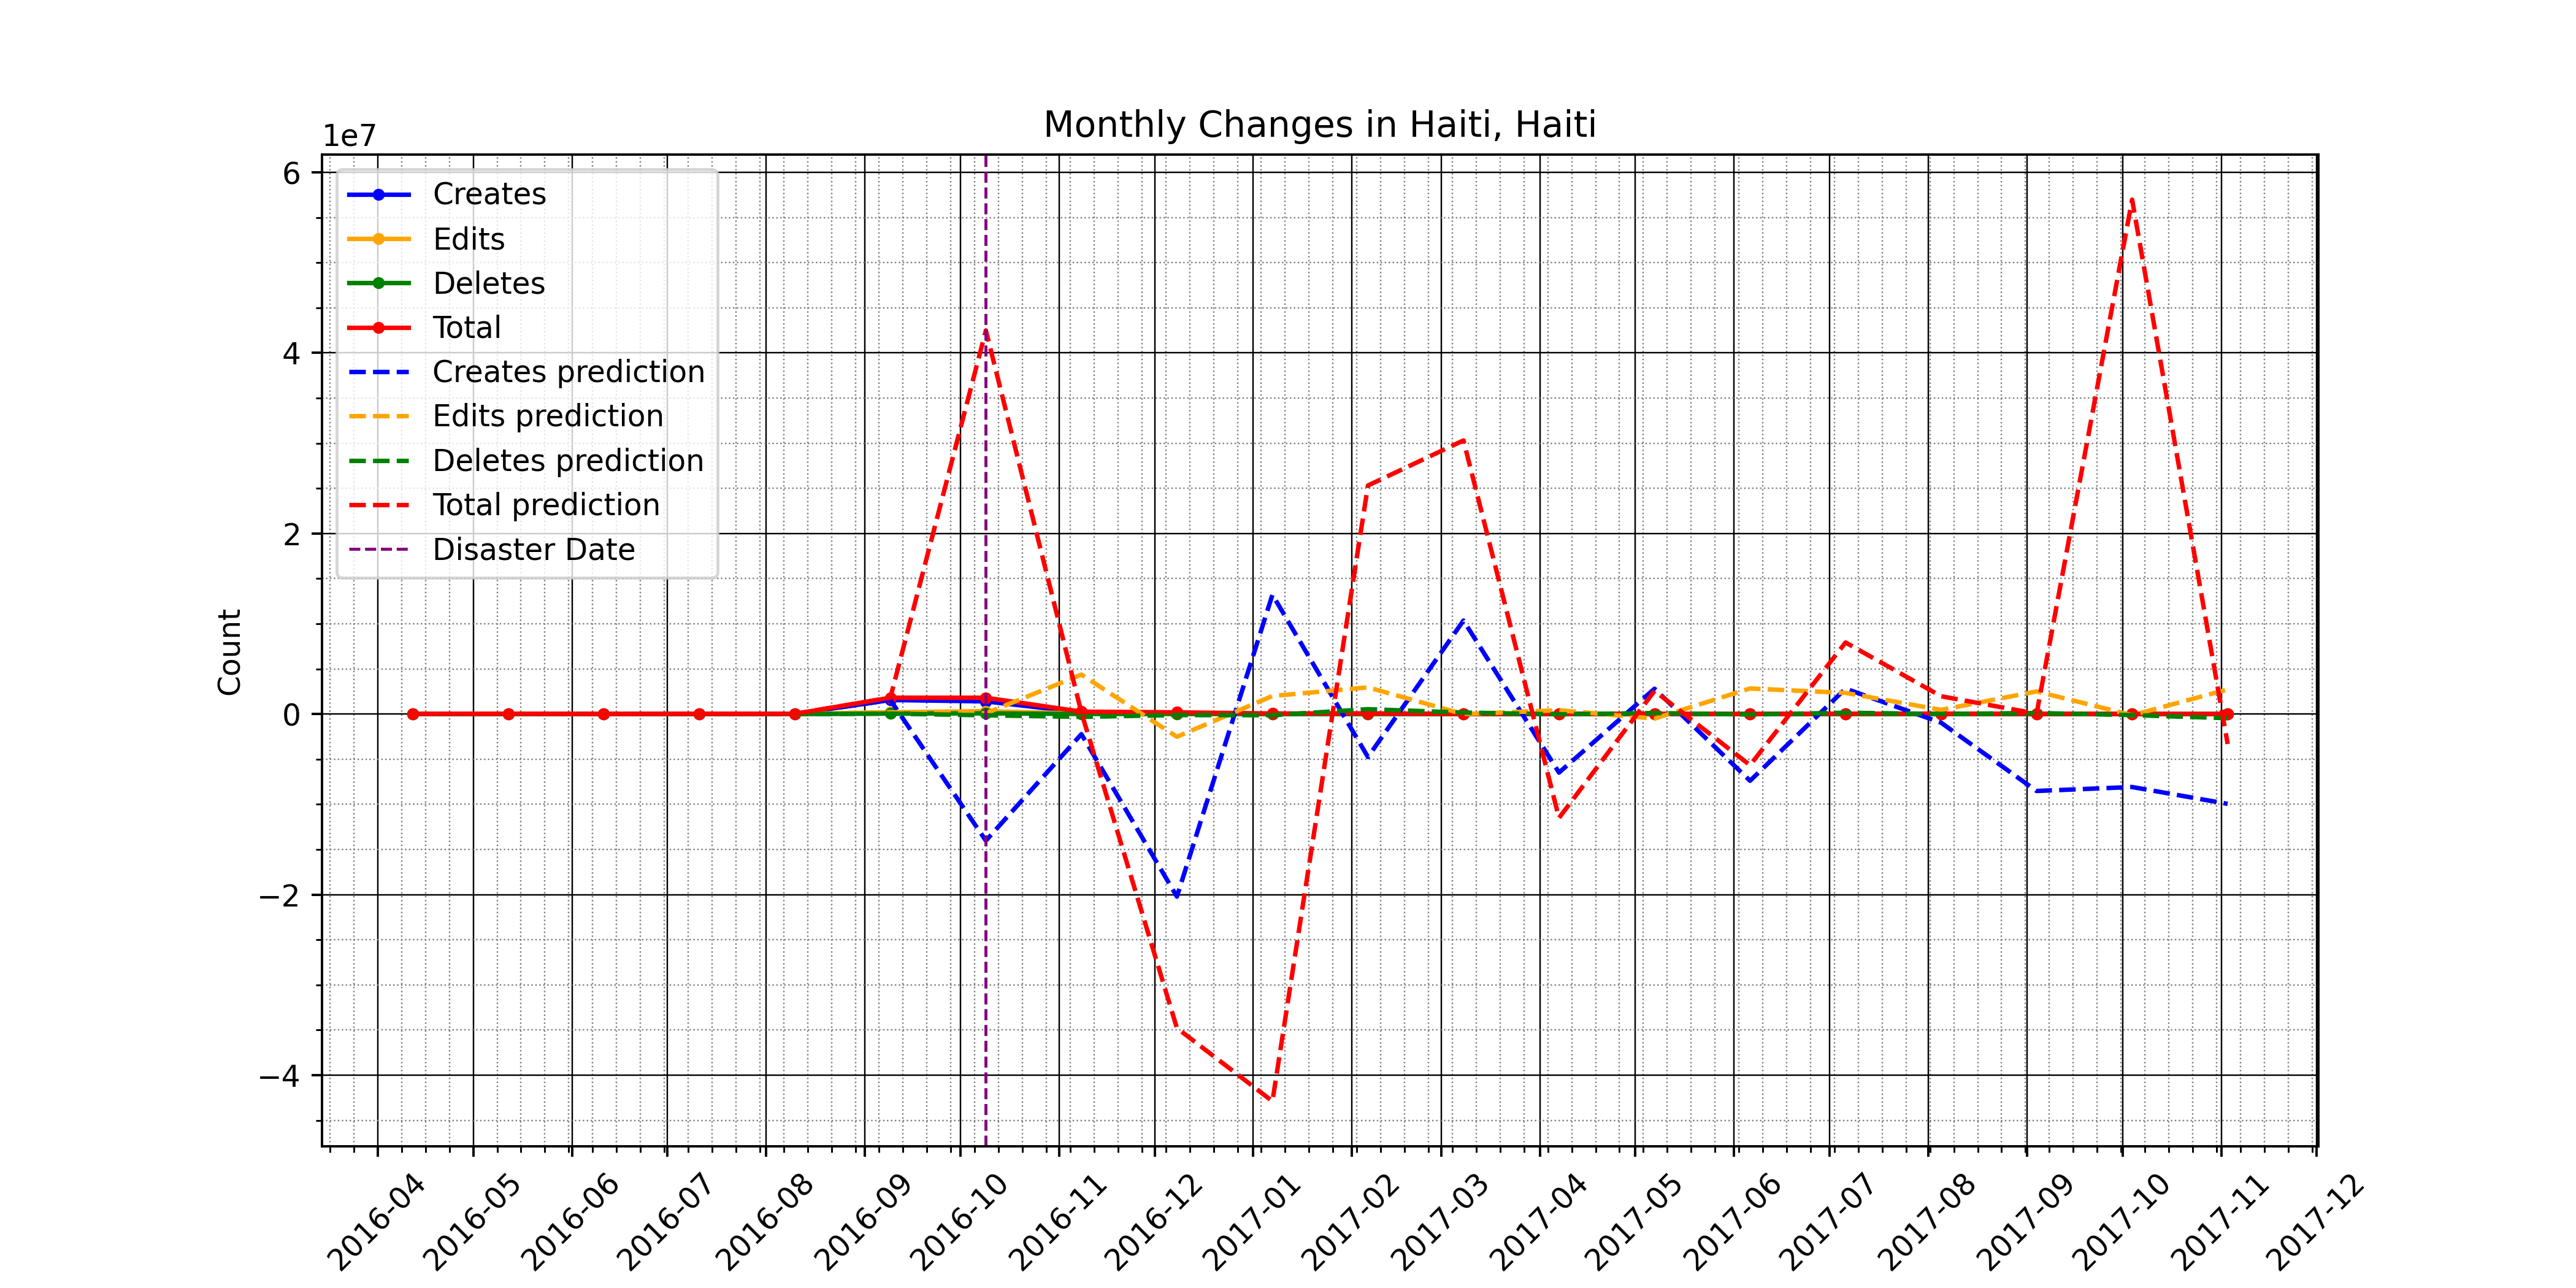 Monthly Changes in Haiti, Haiti
1e7
6
4
2
0
−2
−4
Count
Creates
Edits
Deletes
Total
Creates prediction
Edits prediction
Deletes prediction
Total prediction
Disaster Date
2016-04
2016-05
2016-06
2016-07
2016-08
2016-09
2016-10
2016-11
2016-12
2017-01
2017-02
2017-03
2017-04
2017-05
2017-06
2017-07
2017-08
2017-09
2017-10
2017-11
2017-12